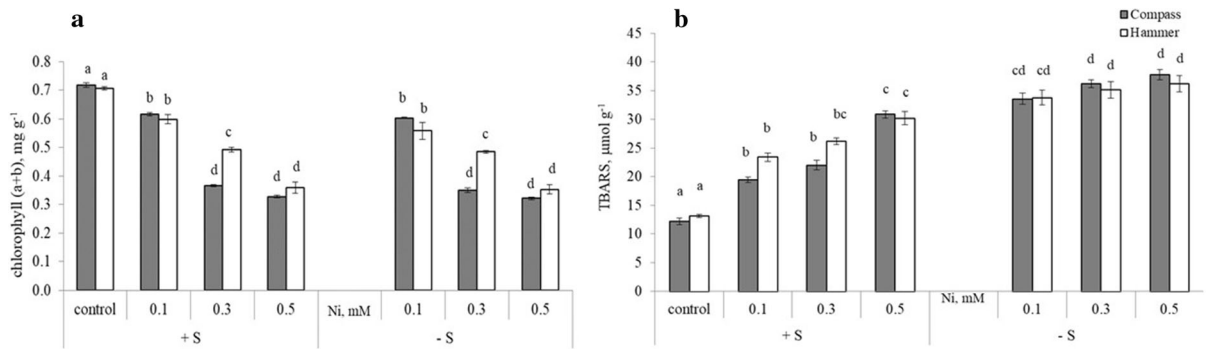 a
chlorophyll (a+b), mg g⁻¹
0.8
0.7
0.6
0.5
0.4
0.3
0.2
0.1
0.0
a a
b b
d c
d d
b b
d c
d d
control 0.1 0.3 0.5 Ni, mM 0.1 0.3 0.5
+ S - S
b
Compass
Hammer
TBARS, µmol g⁻¹
45
40
35
30
25
20
15
10
5
0
a a
b b
b bc
c c
cd cd
d d
d d
control 0.1 0.3 0.5 Ni, mM 0.1 0.3 0.5
+ S - S